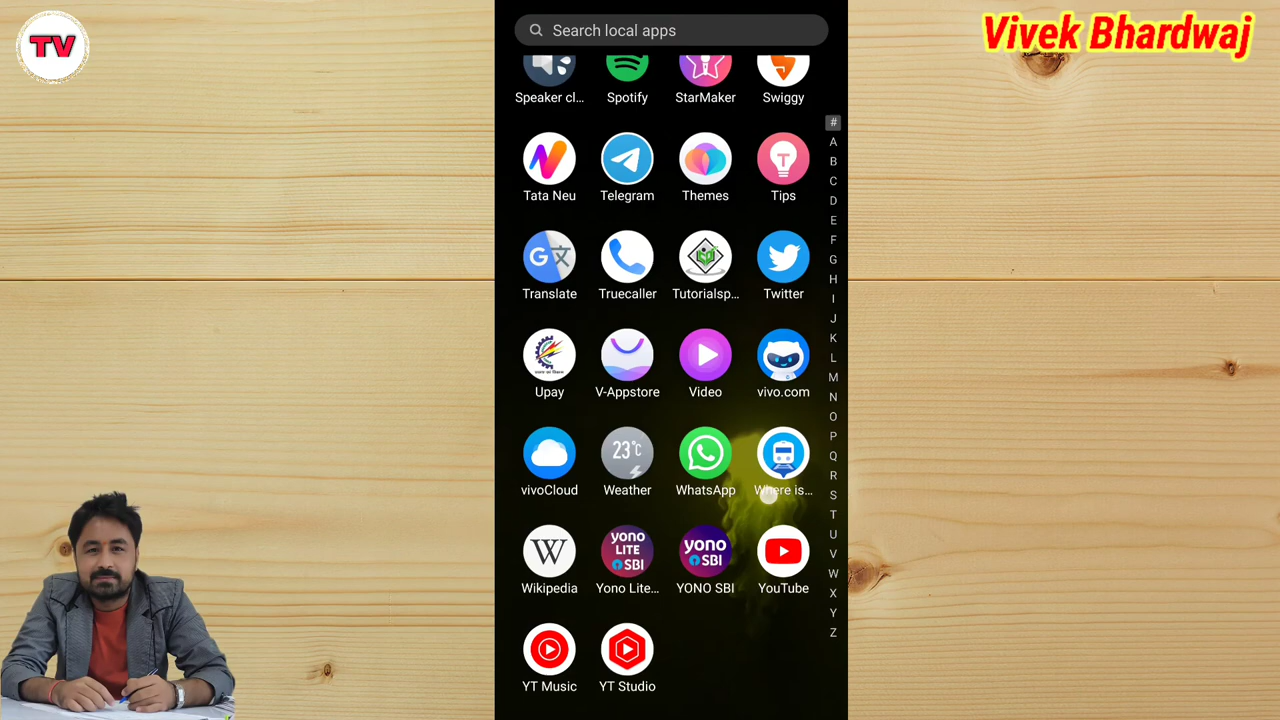 TV
Vivek Bhardwaj
Search local apps
Speaker cl... Spotify StarMaker Swiggy
Tata Neu Telegram Themes Tips
Translate Truecaller Tutorialsp... Twitter
Upay V-Appstore Video vivo.com
23°C
vivoCloud Weather WhatsApp Where is...
W
yono LITE SBI
yono SBI
Wikipedia Yono Lite... YONO SBI YouTube
YT Music YT Studio
#
A
B
C
D
E
F
G
H
I
J
K
L
M
N
O
P
Q
R
S
T
U
V
W
X
Y
Z